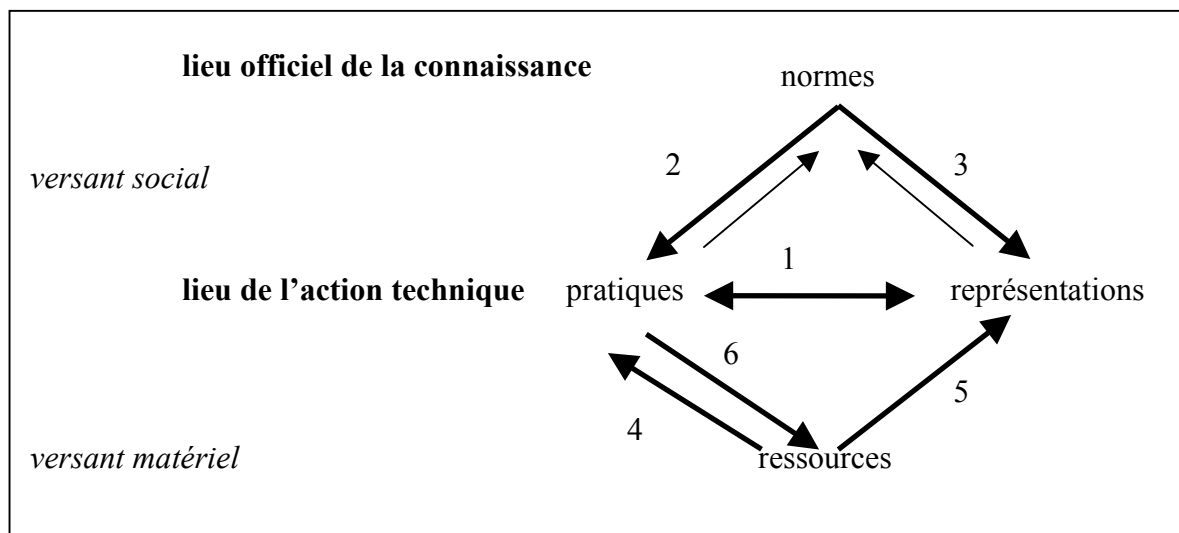 lieu officiel de la connaissance
normes
2
3
versant social
1
lieu de l’action technique pratiques représentations
6
5
4
versant matériel
ressources